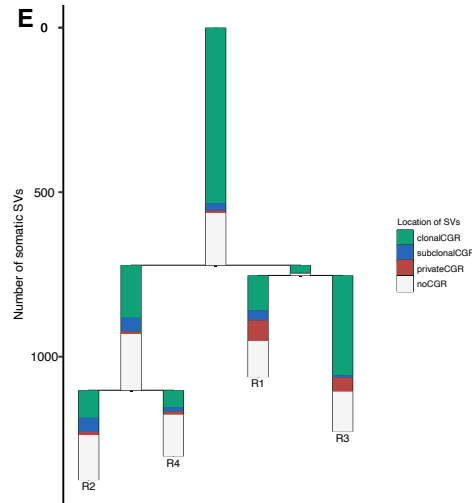 E
0
500
1000
Number of somatic SVs
Location of SVs
clonalCGR
subclonalCGR
privateCGR
noCGR
R1
R3
R4
R2